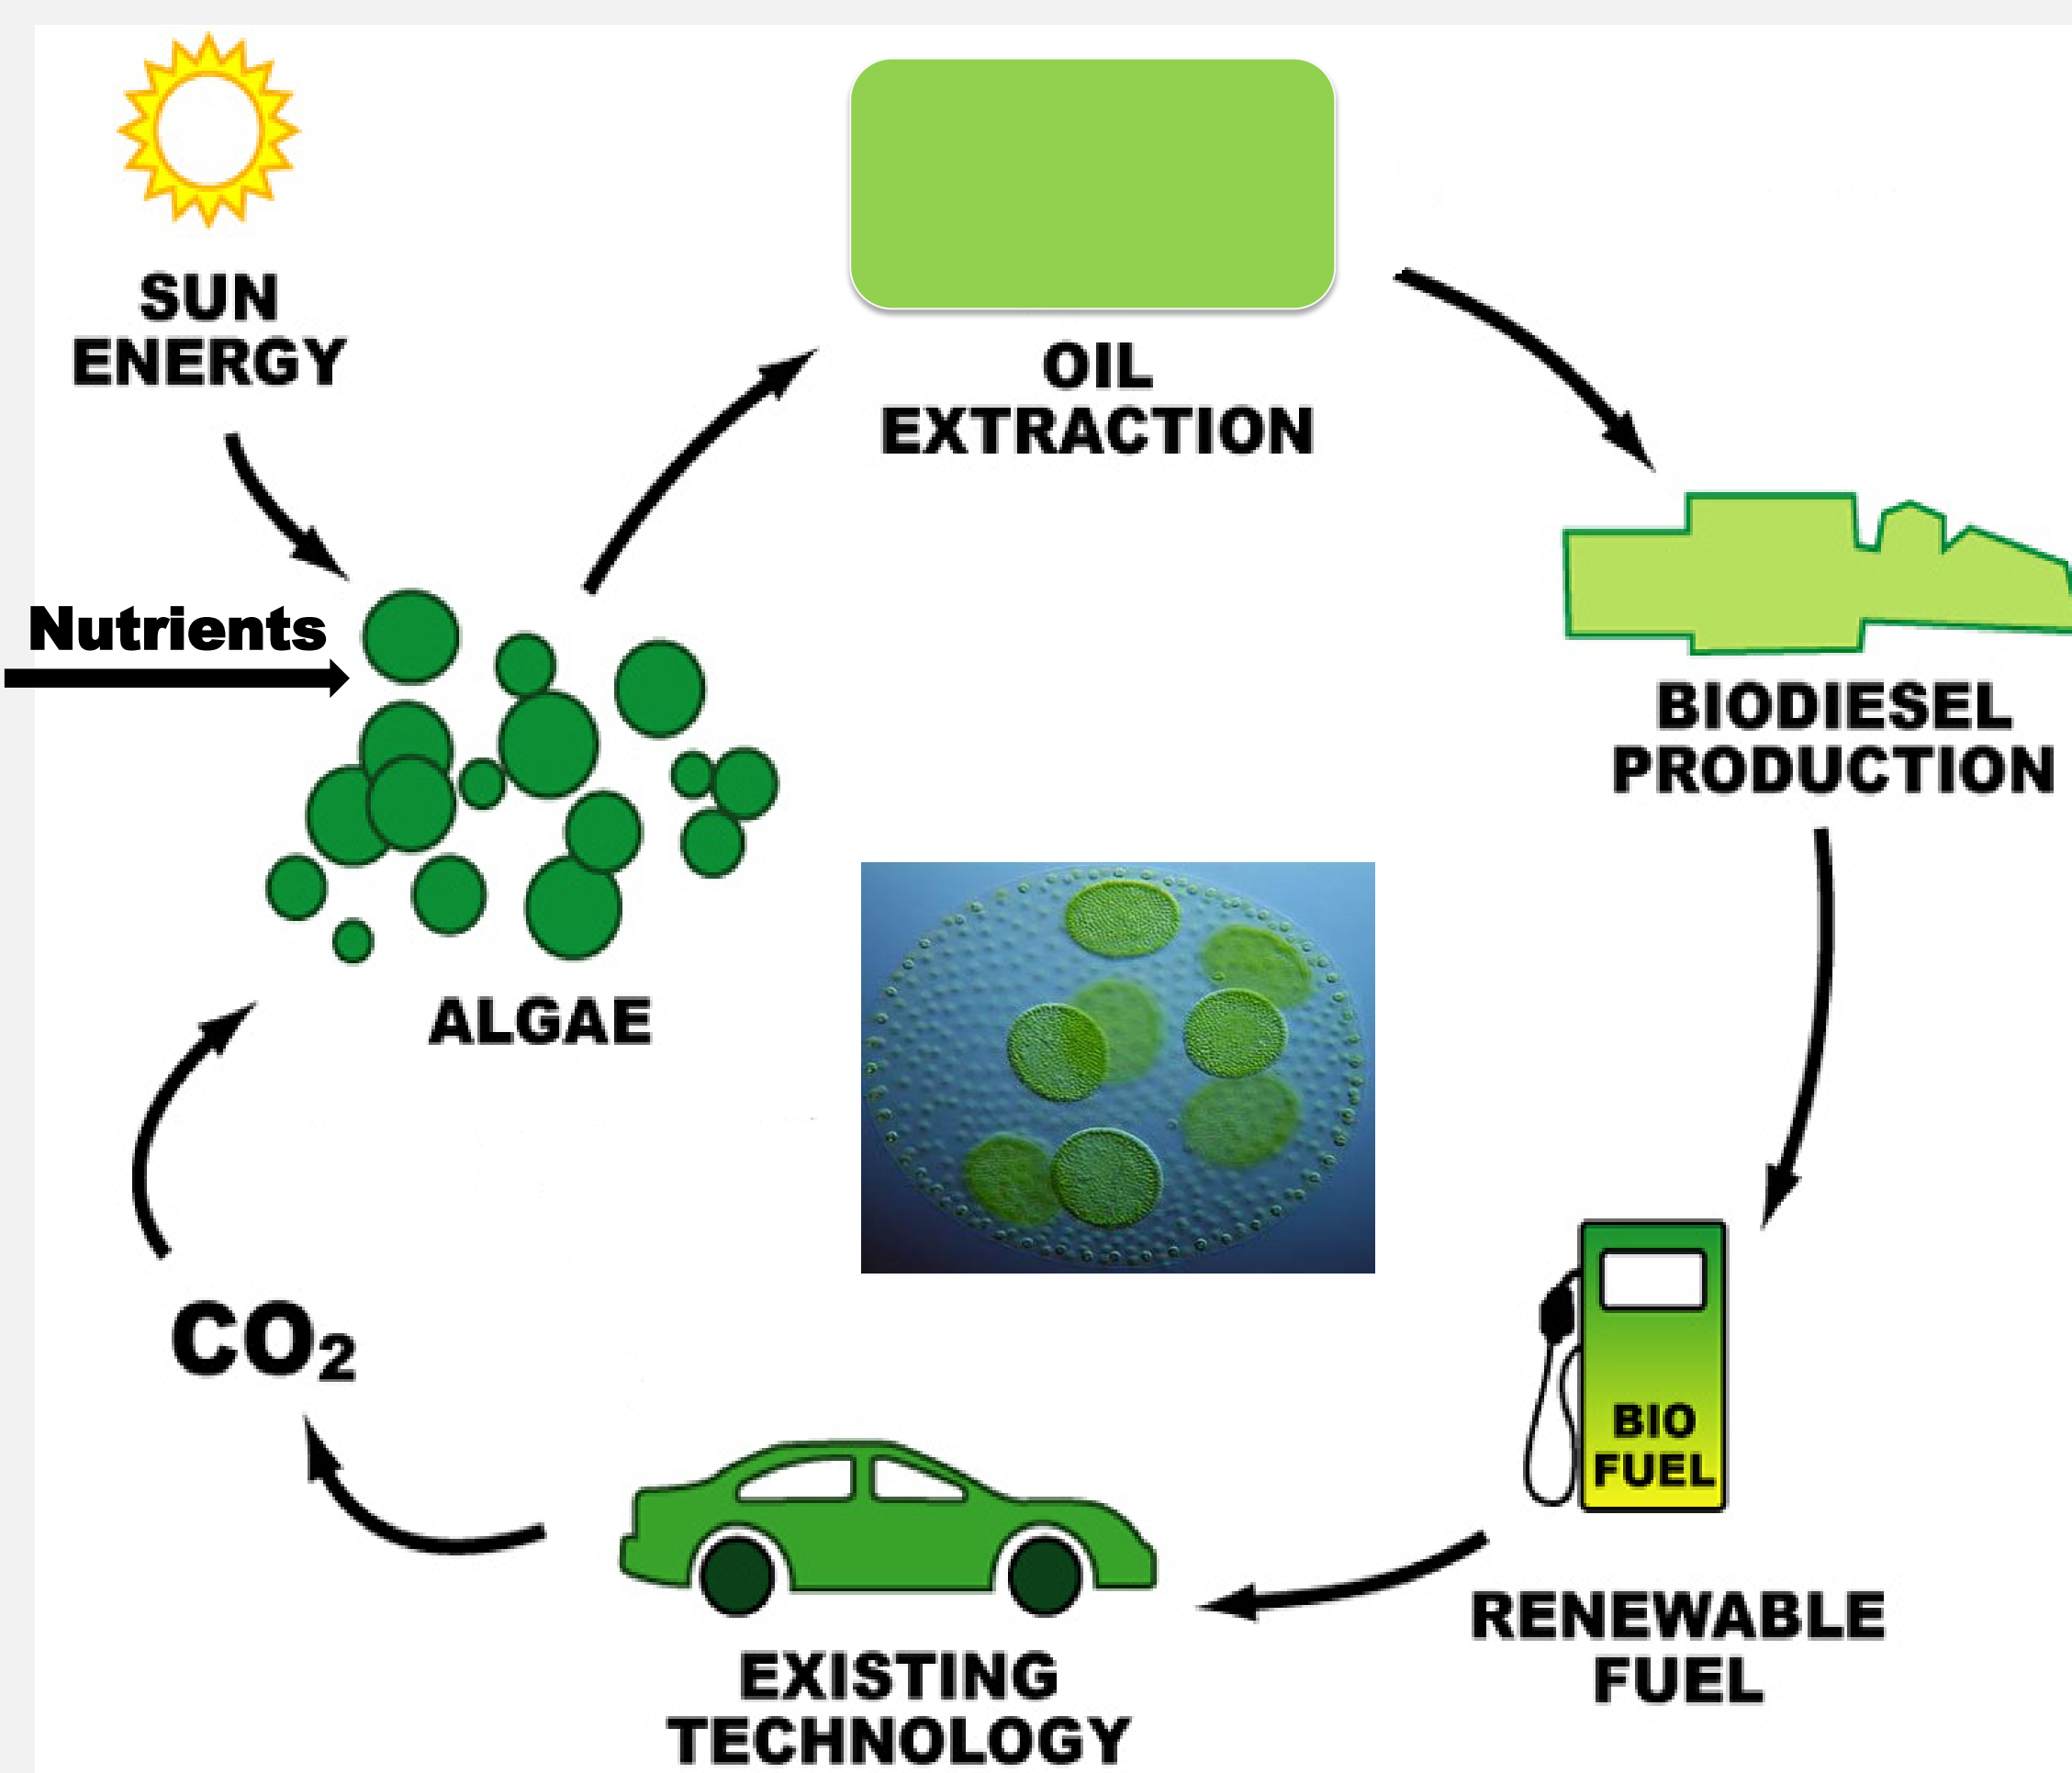 SUN
ENERGY
OIL
EXTRACTION
Nutrients
BIODIESEL
PRODUCTION
ALGAE
CO₂
BIO
FUEL
RENEWABLE
FUEL
EXISTING
TECHNOLOGY